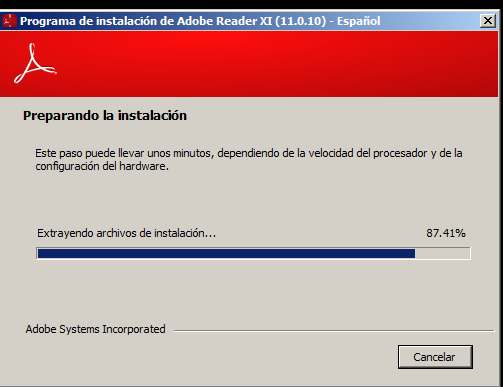 Programa de instalación de Adobe Reader XI (11.0.10) - Español
Preparando la instalación
Este paso puede llevar unos minutos, dependiendo de la velocidad del procesador y de la
configuración del hardware.
Extrayendo archivos de instalación... 87.41%
Adobe Systems Incorporated
Cancelar